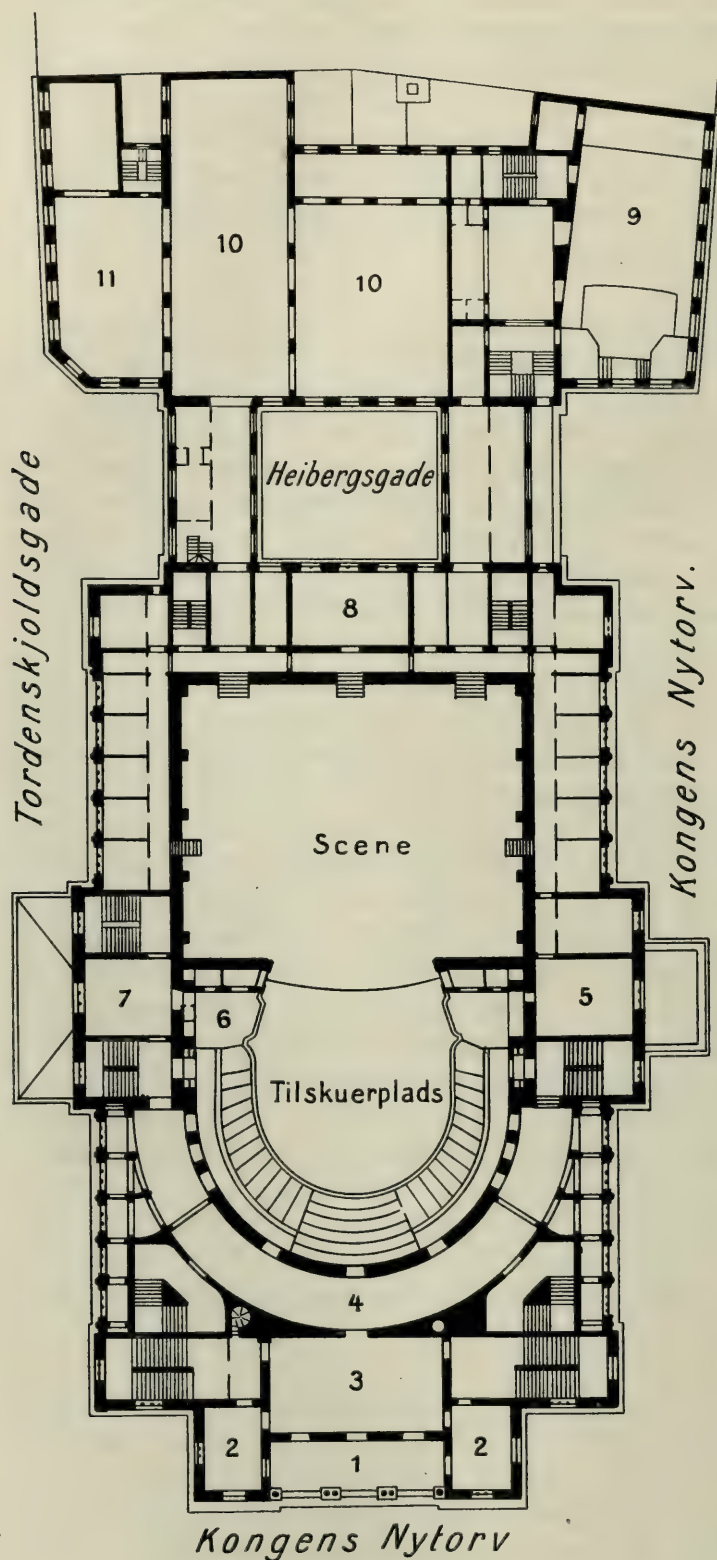 9
10
10
11
Heibergsgade
Tordenskjoldsgade
Kongens Nytorv.
8
Scene
7
6
5
Tilskuerplads
4
3
2
2
1
Kongens Nytorv